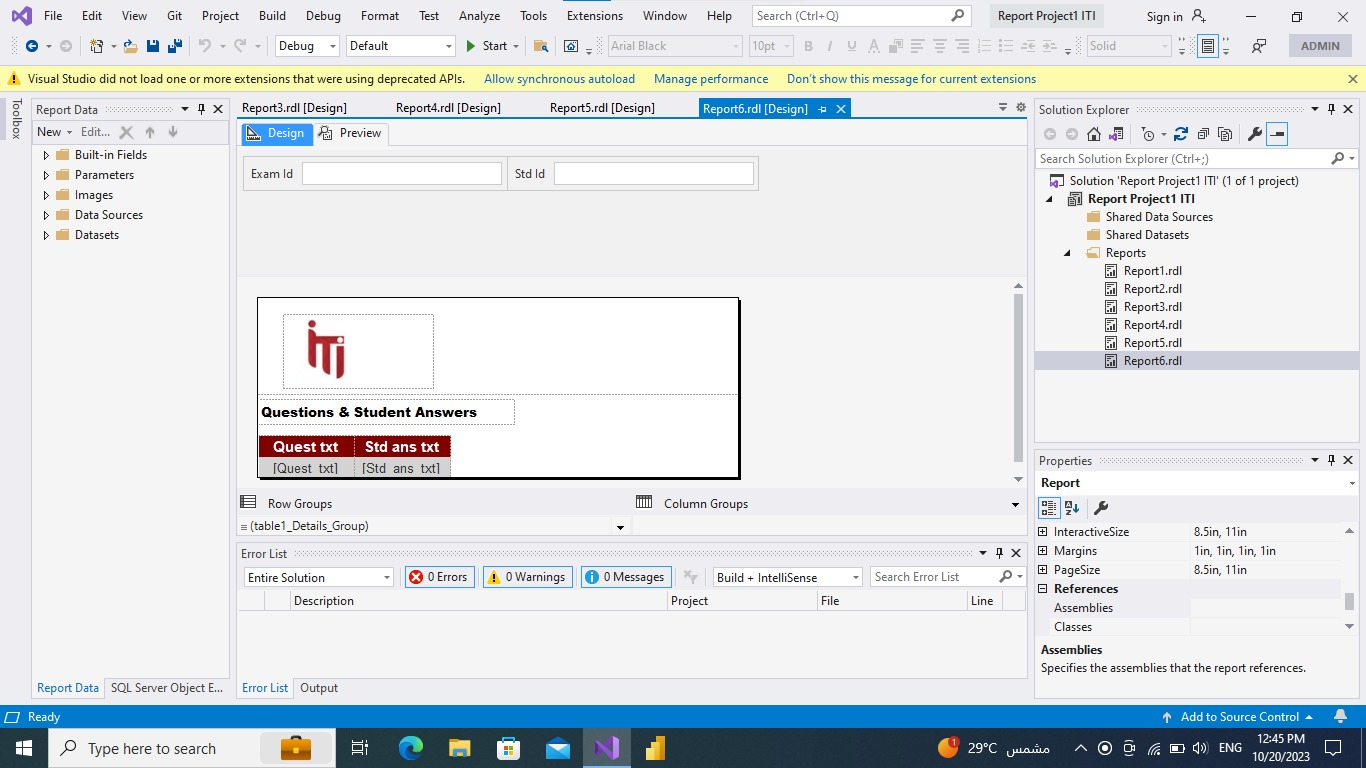 File Edit View Git Project Build Debug Format Test Analyze Tools Extensions Window Help Search (Ctrl+Q) Report Project1 ITI Sign in
Debug Default Start Arial Black 10pt B I U A Solid ADMIN
Visual Studio did not load one or more extensions that were using deprecated APIs. Allow synchronous autoload Manage performance Don't show this message for current extensions
Toolbox
Report Data
New Edit...
Built-in Fields
Parameters
Images
Data Sources
Datasets
Report Data SQL Server Object E...
Report3.rdl [Design] Report4.rdl [Design] Report5.rdl [Design] Report6.rdl [Design]
Design Preview
Exam Id Std Id
iTi
Questions & Student Answers
Quest txt Std ans txt
[Quest_txt] [Std_ans_txt]
Row Groups Column Groups
(table1_Details_Group)
Error List
Entire Solution 0 Errors 0 Warnings 0 Messages Build + IntelliSense Search Error List
Description Project File Line
Error List Output
Solution Explorer
Search Solution Explorer (Ctrl+;)
Solution 'Report Project1 ITI' (1 of 1 project)
Report Project1 ITI
Shared Data Sources
Shared Datasets
Reports
Report1.rdl
Report2.rdl
Report3.rdl
Report4.rdl
Report5.rdl
Report6.rdl
Properties
Report
InteractiveSize 8.5in, 11in
Margins 1in, 1in, 1in, 1in
PageSize 8.5in, 11in
References
Assemblies
Classes
Assemblies
Specifies the assemblies that the report references.
Ready Add to Source Control
Type here to search 1 29°C مشمس ENG 12:45 PM
10/20/2023